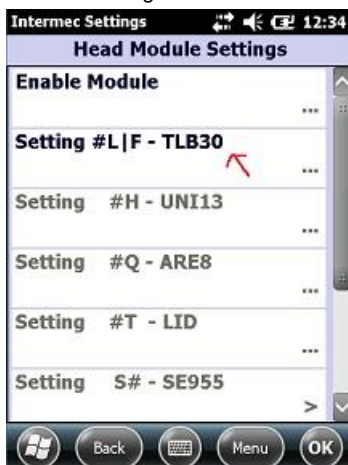 Intermec Settings 12:34
Head Module Settings
Enable Module
...
Setting #L|F - TLB30
...
Setting #H - UNI13
...
Setting #Q - ARE8
...
Setting #T - LID
...
Setting S# - SE955
>
Back Menu OK